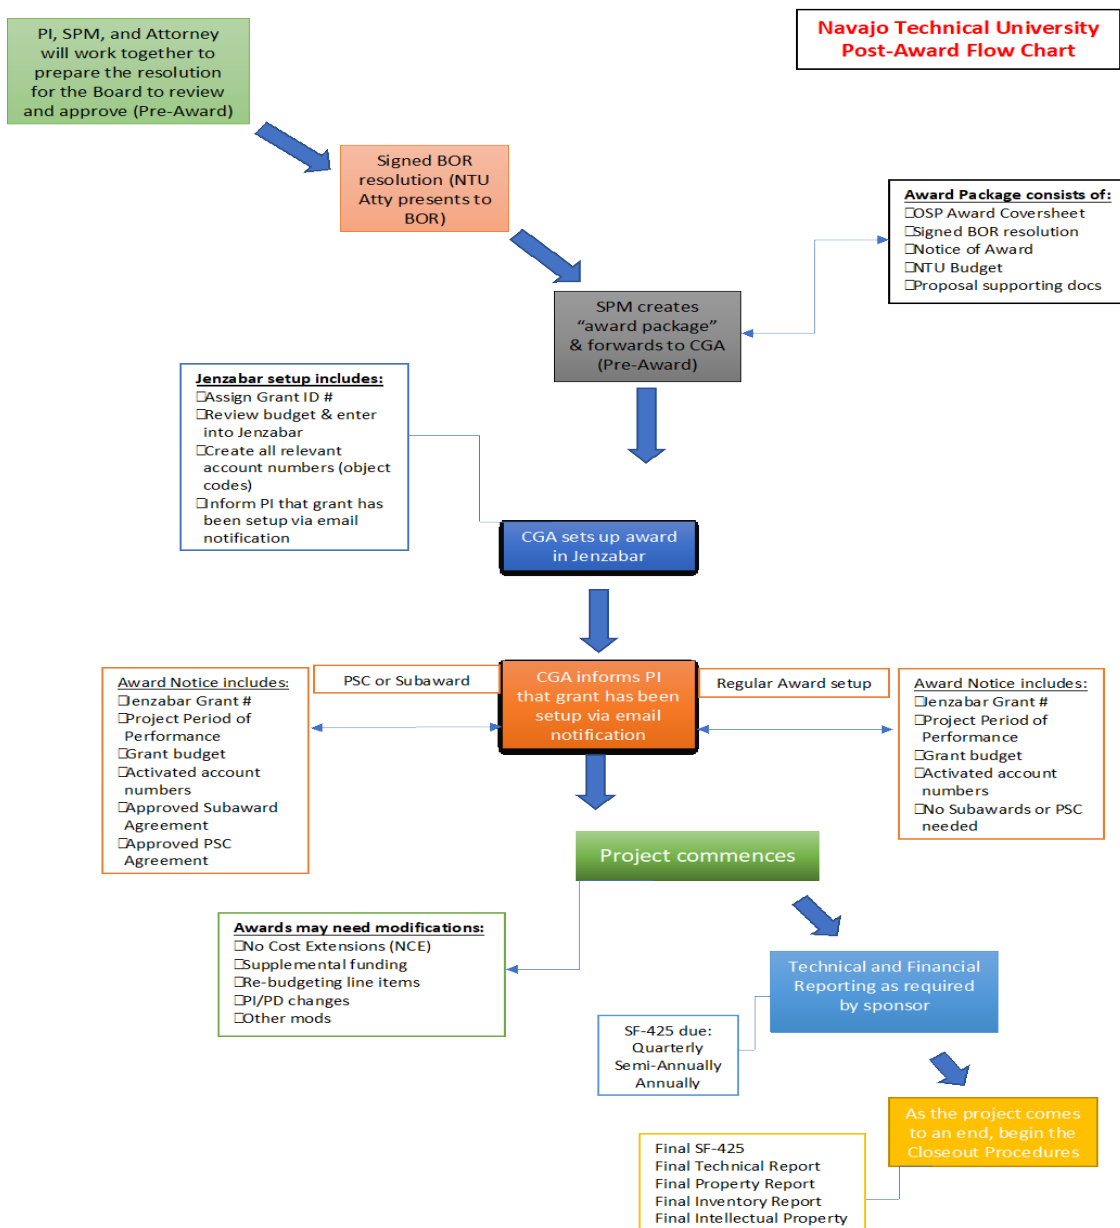 Navajo Technical University
Post-Award Flow Chart
PI, SPM, and Attorney
will work together to
prepare the resolution
for the Board to review
and approve (Pre-Award)
Signed BOR
resolution (NTU
Atty presents to
BOR)
Award Package consists of:
☐OSP Award Coversheet
☐Signed BOR resolution
☐Notice of Award
☐NTU Budget
☐Proposal supporting docs
SPM creates
“award package”
& forwards to CGA
(Pre-Award)
Jenzabar setup includes:
☐Assign Grant ID #
☐Review budget & enter
into Jenzabar
☐Create all relevant
account numbers (object
codes)
☐Inform PI that grant has
been setup via email
notification
CGA sets up award
in Jenzabar
Award Notice includes:
☐Jenzabar Grant #
☐Project Period of
Performance
☐Grant budget
☐Activated account
numbers
☐Approved Subaward
Agreement
☐Approved PSC
Agreement
PSC or Subaward
CGA informs PI
that grant has been
setup via email
notification
Regular Award setup
Award Notice includes:
☐Jenzabar Grant #
☐Project Period of
Performance
☐Grant budget
☐Activated account
numbers
☐No Subawards or PSC
needed
Project commences
Awards may need modifications:
☐No Cost Extensions (NCE)
☐Supplemental funding
☐Re-budgeting line items
☐PI/PD changes
☐Other mods
Technical and Financial
Reporting as required
by sponsor
SF-425 due:
Quarterly
Semi-Annually
Annually
As the project comes
to an end, begin the
Closeout Procedures
Final SF-425
Final Technical Report
Final Property Report
Final Inventory Report
Final Intellectual Property